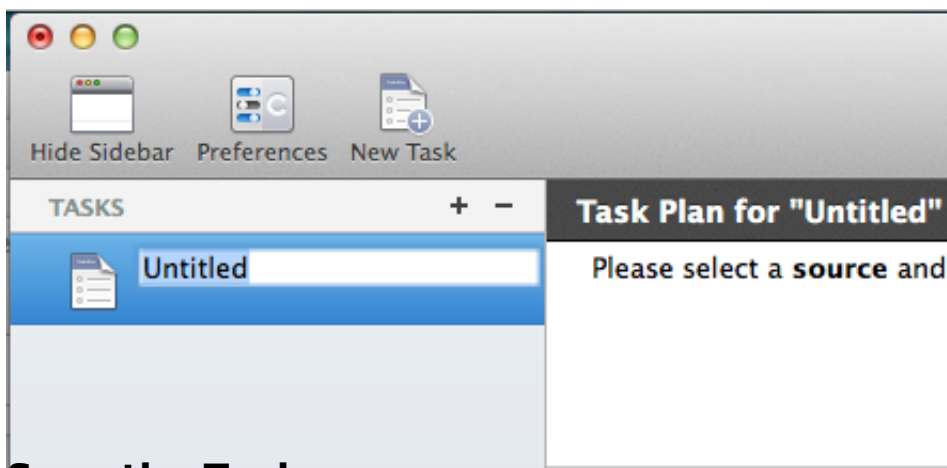 Hide Sidebar Preferences New Task
TASKS + -
Task Plan for "Untitled"
Untitled
Please select a source and